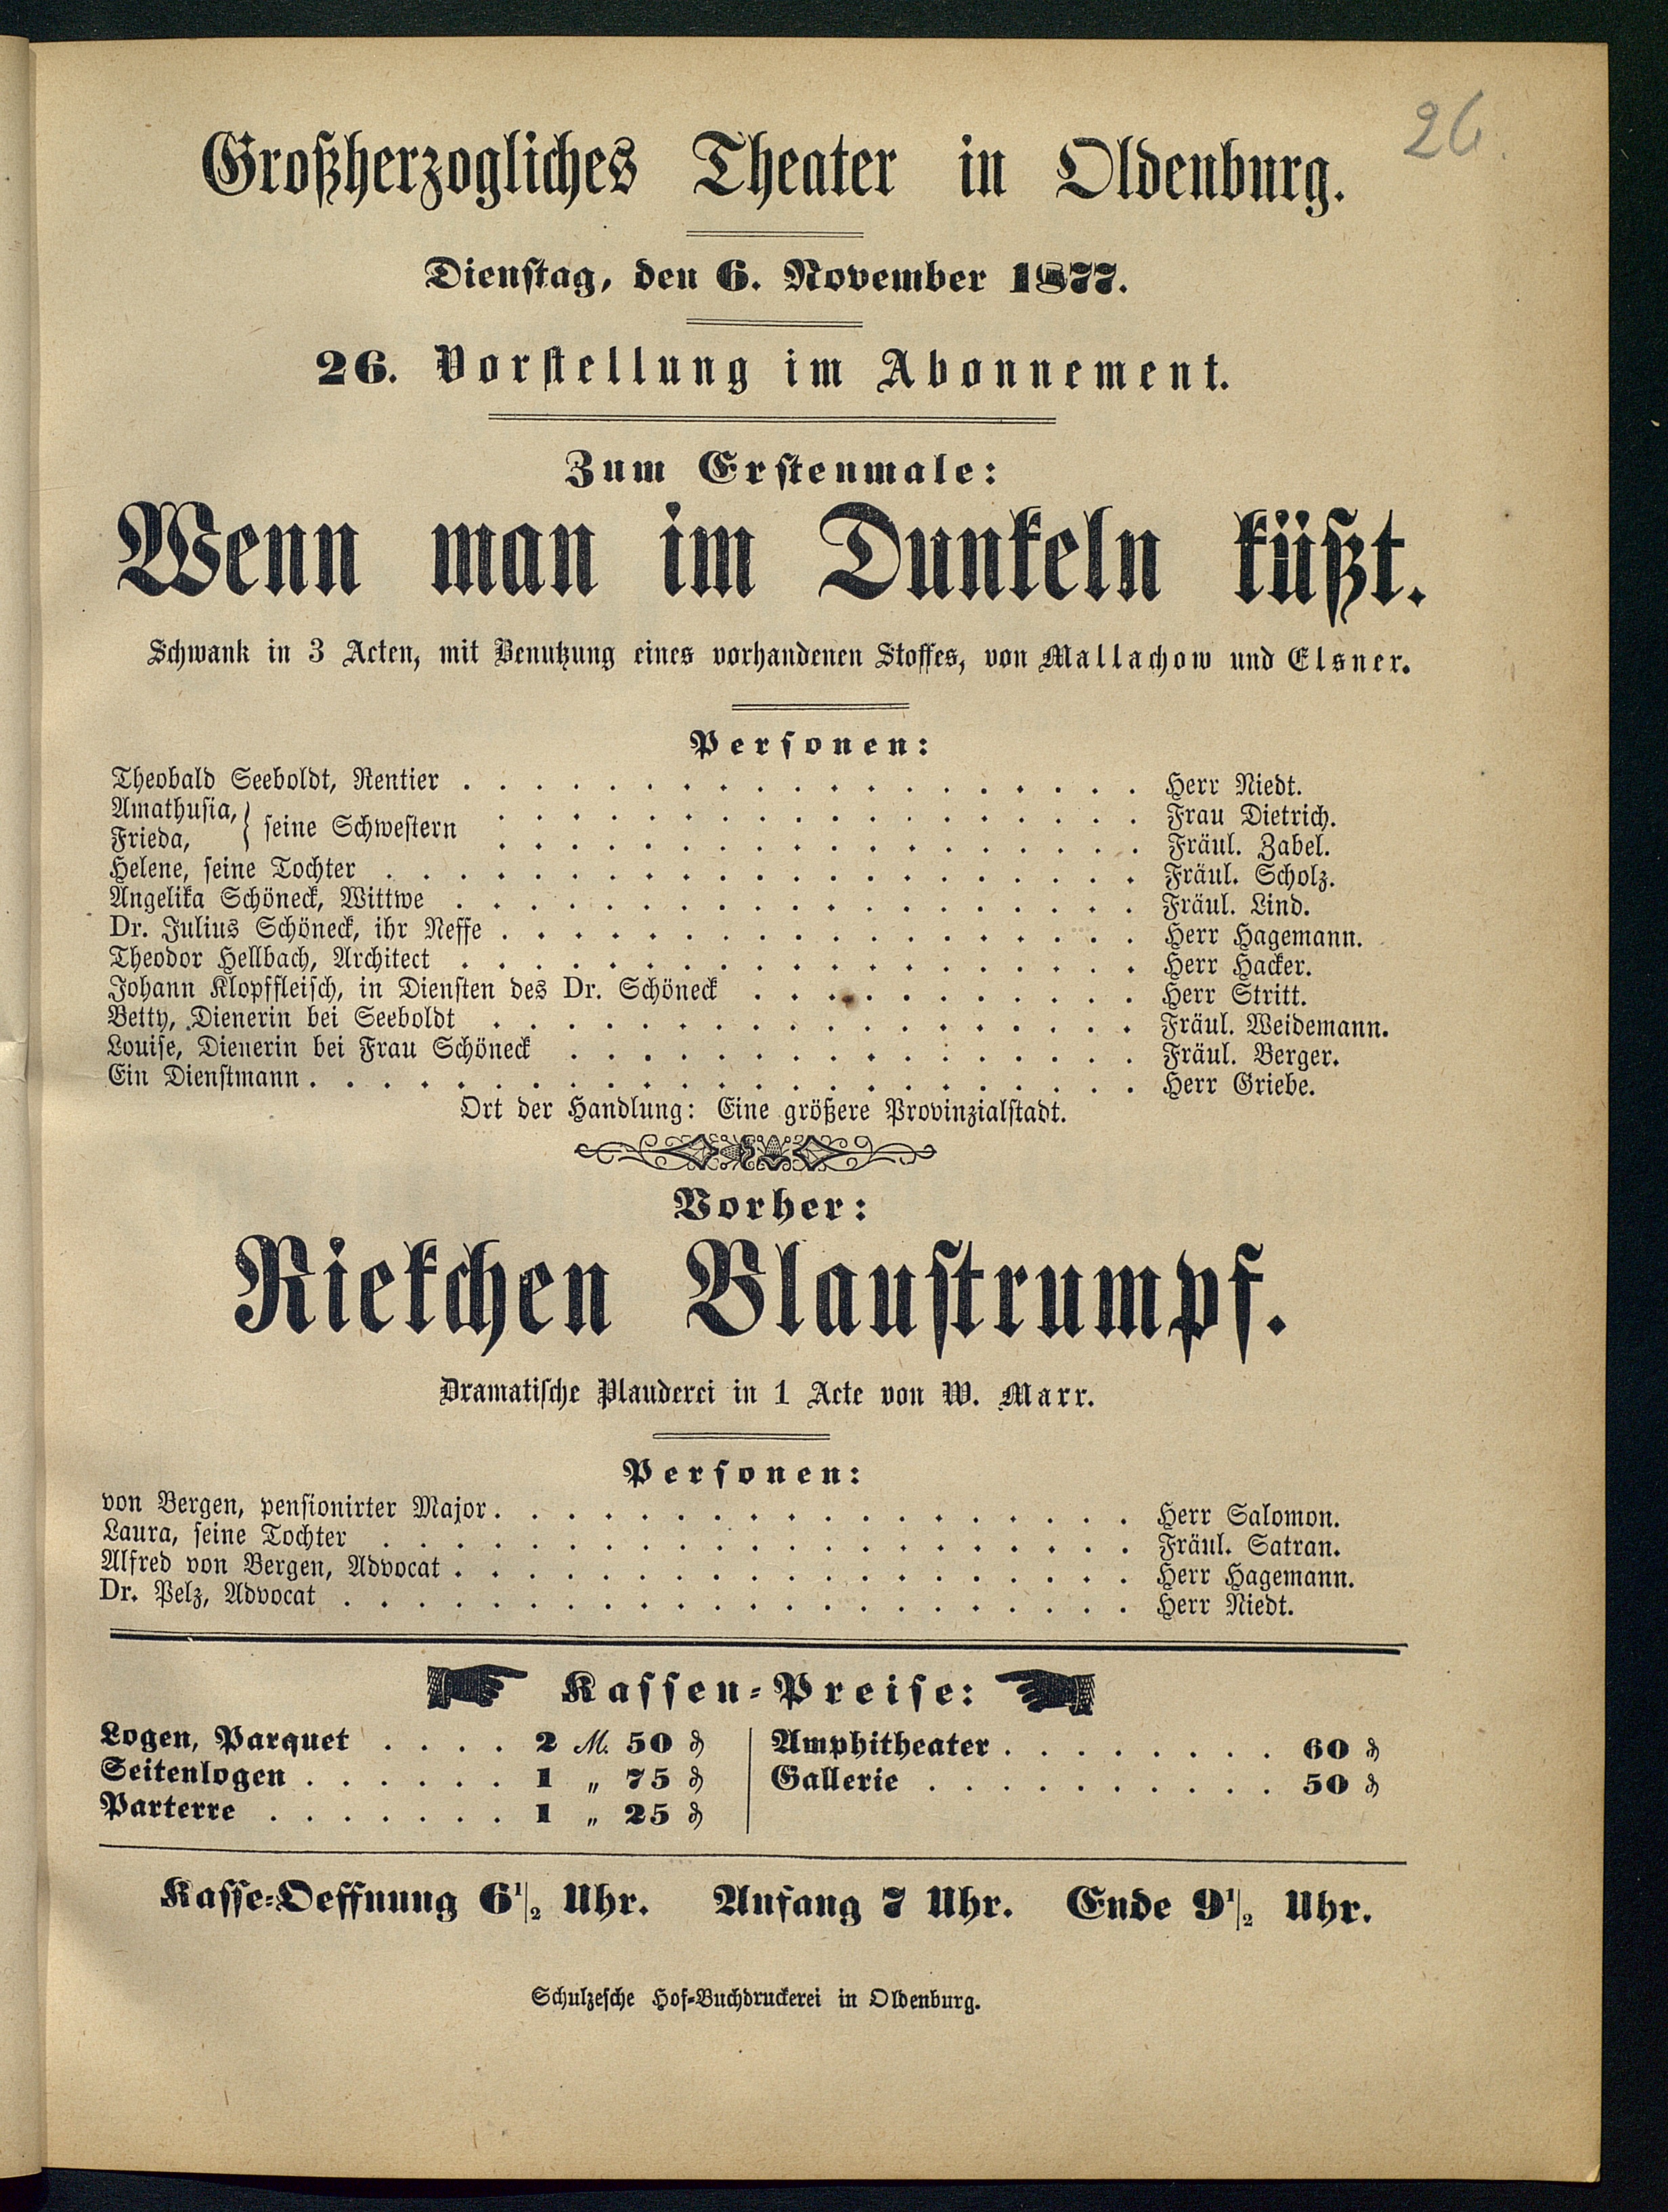 26
Großherzogliches Theater in Oldenburg.
Dienstag, den 6. November 1877.
26. Vorstellung im Abonnement.
Zum Erstenmale:
Wenn man im Dunkeln küßt.
Schwank in 3 Acten, mit Benutzung eines vorhandenen Stoffes, von Mallachow und Elsner.
Personen:
Theobald Seeboldt, Rentier . . . . . . . . . . . . . . . . . . . Herr Niedt.
Amathusia, } seine Schwestern . . . . . . . . . . . . . . . . . . Frau Dietrich.
Frieda, . . . . . . . . . . . . . . . . . . Fräul. Zabel.
Helene, seine Tochter . . . . . . . . . . . . . . . . . . . . . Fräul. Scholz.
Angelika Schöneck, Wittwe . . . . . . . . . . . . . . . . . . . Fräul. Lind.
Dr. Julius Schöneck, ihr Neffe . . . . . . . . . . . . . . . . . . Herr Hagemann.
Theodor Hellbach, Architect . . . . . . . . . . . . . . . . . . . Herr Hacker.
Johann Klopffleisch, in Diensten des Dr. Schöneck . . . . . . . . . . . Herr Stritt.
Betty, Dienerin bei Seeboldt . . . . . . . . . . . . . . . . . . Fräul. Weidemann.
Louise, Dienerin bei Frau Schöneck . . . . . . . . . . . . . . . . Fräul. Berger.
Ein Dienstmann . . . . . . . . . . . . . . . . . . . . . . . Herr Griebe.
Ort der Handlung: Eine größere Provinzialstadt.
Vorher:
Riekchen Blaustrumpf.
Dramatische Plauderei in 1 Acte von W. Marr.
Personen:
von Bergen, pensionirter Major . . . . . . . . . . . . . . . . . . Herr Salomon.
Laura, seine Tochter . . . . . . . . . . . . . . . . . . . . . Fräul. Satran.
Alfred von Bergen, Advocat . . . . . . . . . . . . . . . . . . . Herr Hagemann.
Dr. Pelz, Advocat . . . . . . . . . . . . . . . . . . . . . . Herr Niedt.
Kassen-Preise:
Logen, Parquet . . . . 2 M. 50 ₰
Seitenlogen . . . . . . 1 „ 75 ₰
Parterre . . . . . . . 1 „ 25 ₰
Amphitheater . . . . . . . . 60 ₰
Gallerie . . . . . . . . . . 50 ₰
Kasse-Oeffnung 6 1/2 Uhr. Anfang 7 Uhr. Ende 9 1/2 Uhr.
Schulzesche Hof-Buchdruckerei in Oldenburg.